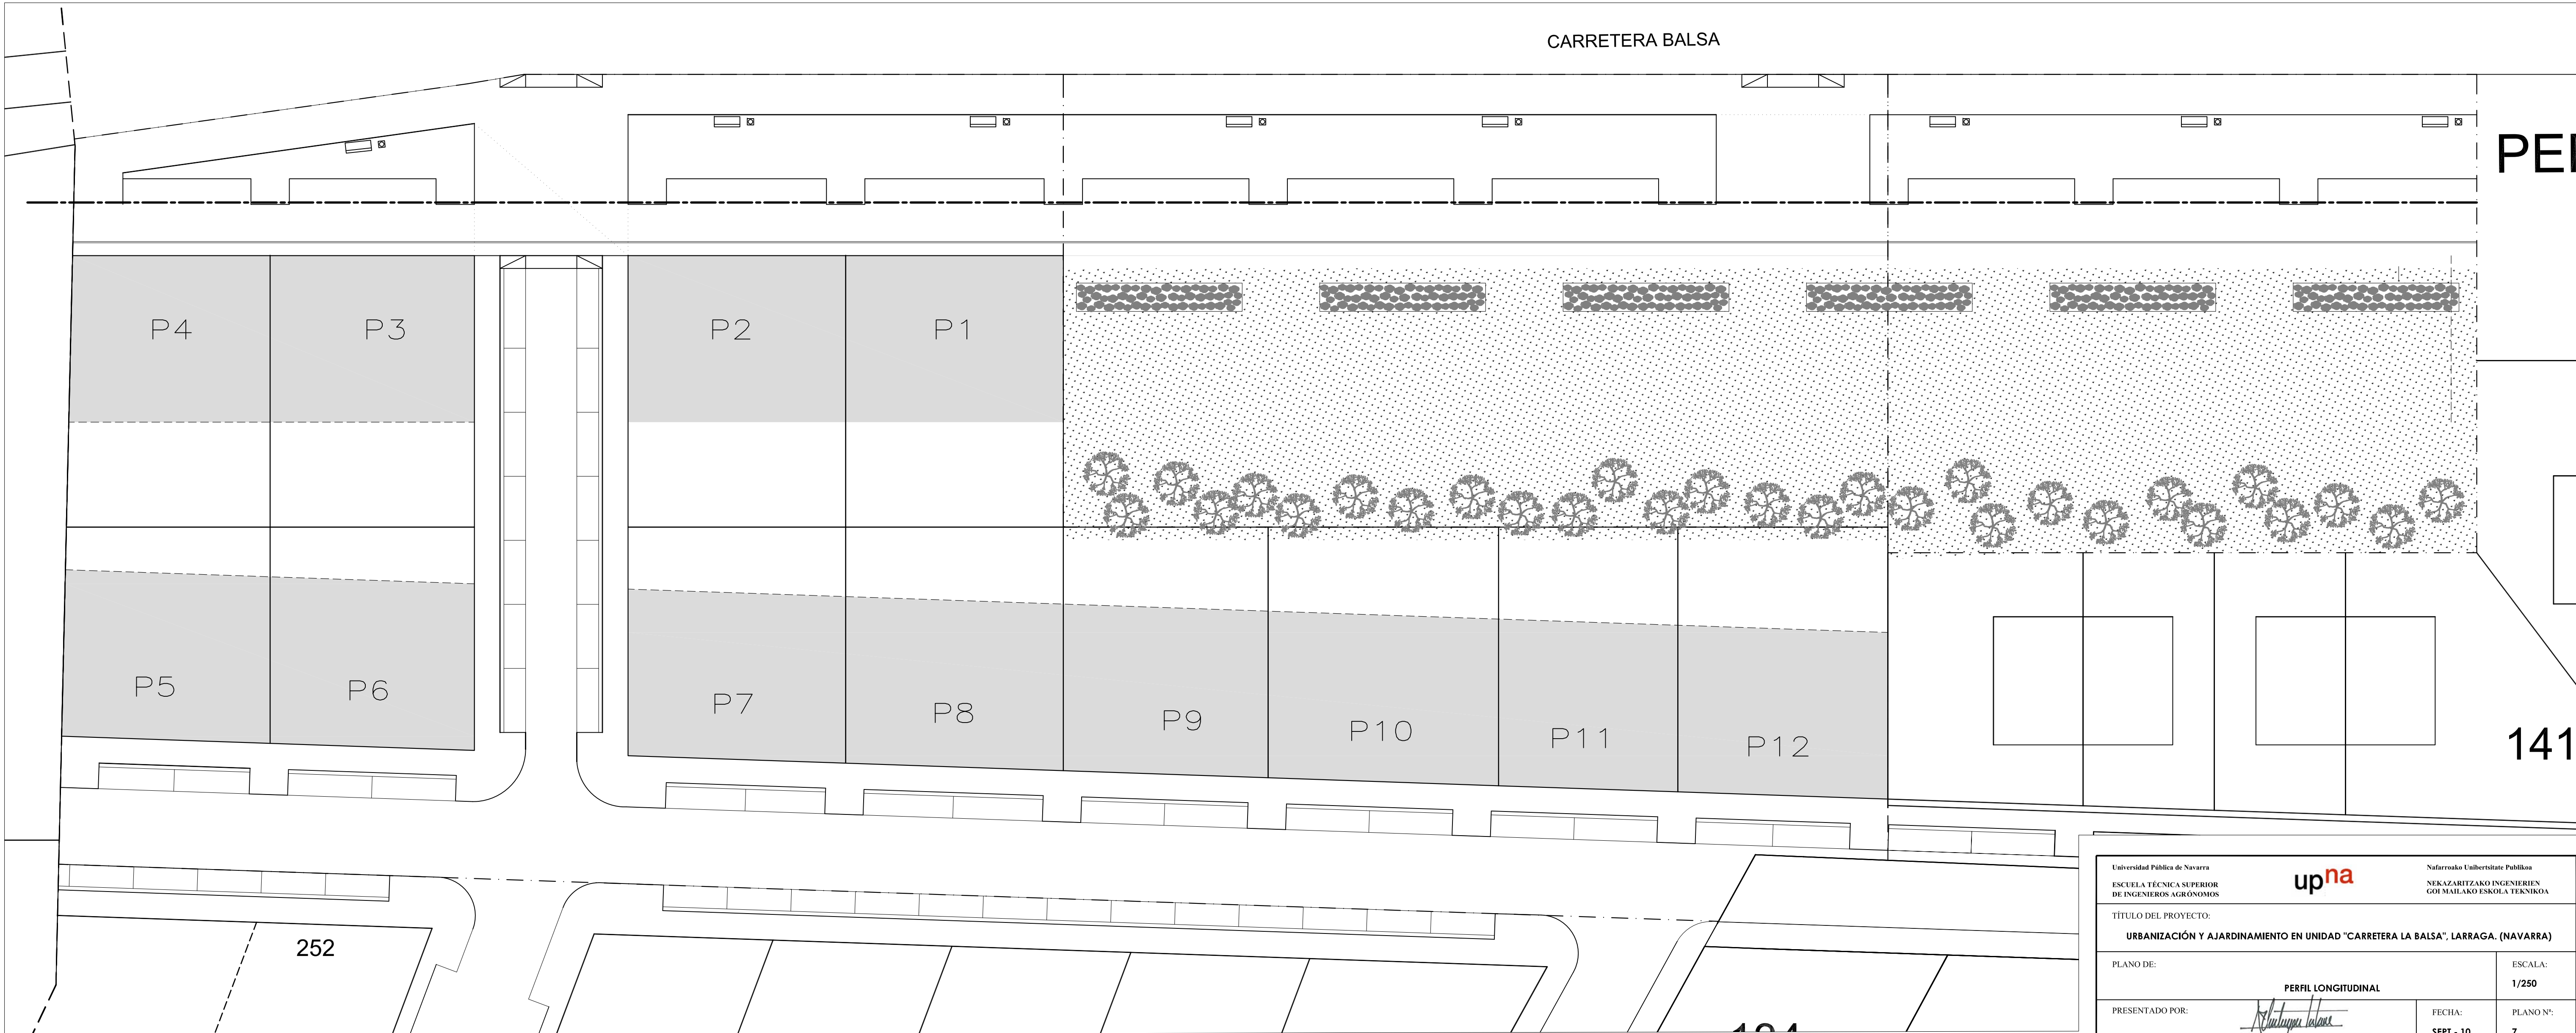 CARRETERA BALSA
P4
P3
P2
P1
P5
P6
P7
P8
P9
P10
P11
P12
141
252
Universidad Pública de Navarra
ESCUELA TÉCNICA SUPERIOR
DE INGENIEROS AGRÓNOMOS
upna
Nafarroako Unibertsitate Publikoa
NEKAZARITZAKO INGENIERIEN
GOI MAILAKO ESKOLA TEKNIKOA
TÍTULO DEL PROYECTO:
URBANIZACIÓN Y AJARDINAMIENTO EN UNIDAD "CARRETERA LA BALSA", LARRAGA. (NAVARRA)
PLANO DE:
PERFIL LONGITUDINAL
ESCALA:
1/250
PRESENTADO POR:
FECHA:
SEPT - 10
PLANO Nº:
7